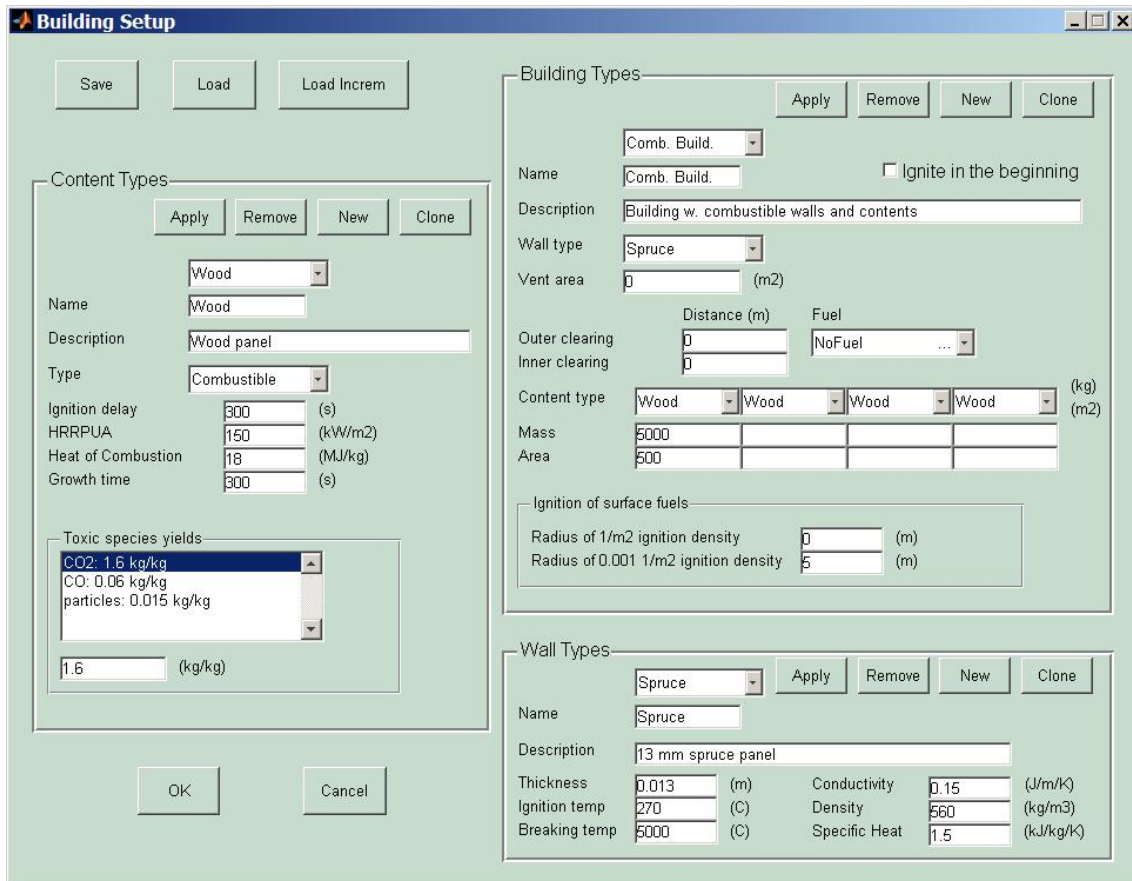 Building Setup
Save Load Load Increm
Content Types
Apply Remove New Clone
Wood
Name Wood
Description Wood panel
Type Combustible
Ignition delay 300 (s)
HRRPUA 150 (kW/m2)
Heat of Combustion 18 (MJ/kg)
Growth time 300 (s)
Toxic species yields
CO2: 1.6 kg/kg
CO: 0.06 kg/kg
particles: 0.015 kg/kg
1.6 (kg/kg)
OK Cancel
Building Types
Apply Remove New Clone
Comb. Build.
Name Comb. Build. Ignite in the beginning
Description Building w. combustible walls and contents
Wall type Spruce
Vent area 0 (m2)
Distance (m) Fuel
Outer clearing 0 NoFuel ...
Inner clearing 0
Content type Wood Wood Wood Wood (kg)
(m2)
Mass 5000
Area 500
Ignition of surface fuels
Radius of 1/m2 ignition density 0 (m)
Radius of 0.001 1/m2 ignition density 5 (m)
Wall Types
Spruce Apply Remove New Clone
Name Spruce
Description 13 mm spruce panel
Thickness 0.013 (m) Conductivity 0.15 (J/m/K)
Ignition temp 270 (C) Density 560 (kg/m3)
Breaking temp 5000 (C) Specific Heat 1.5 (kJ/kg/K)